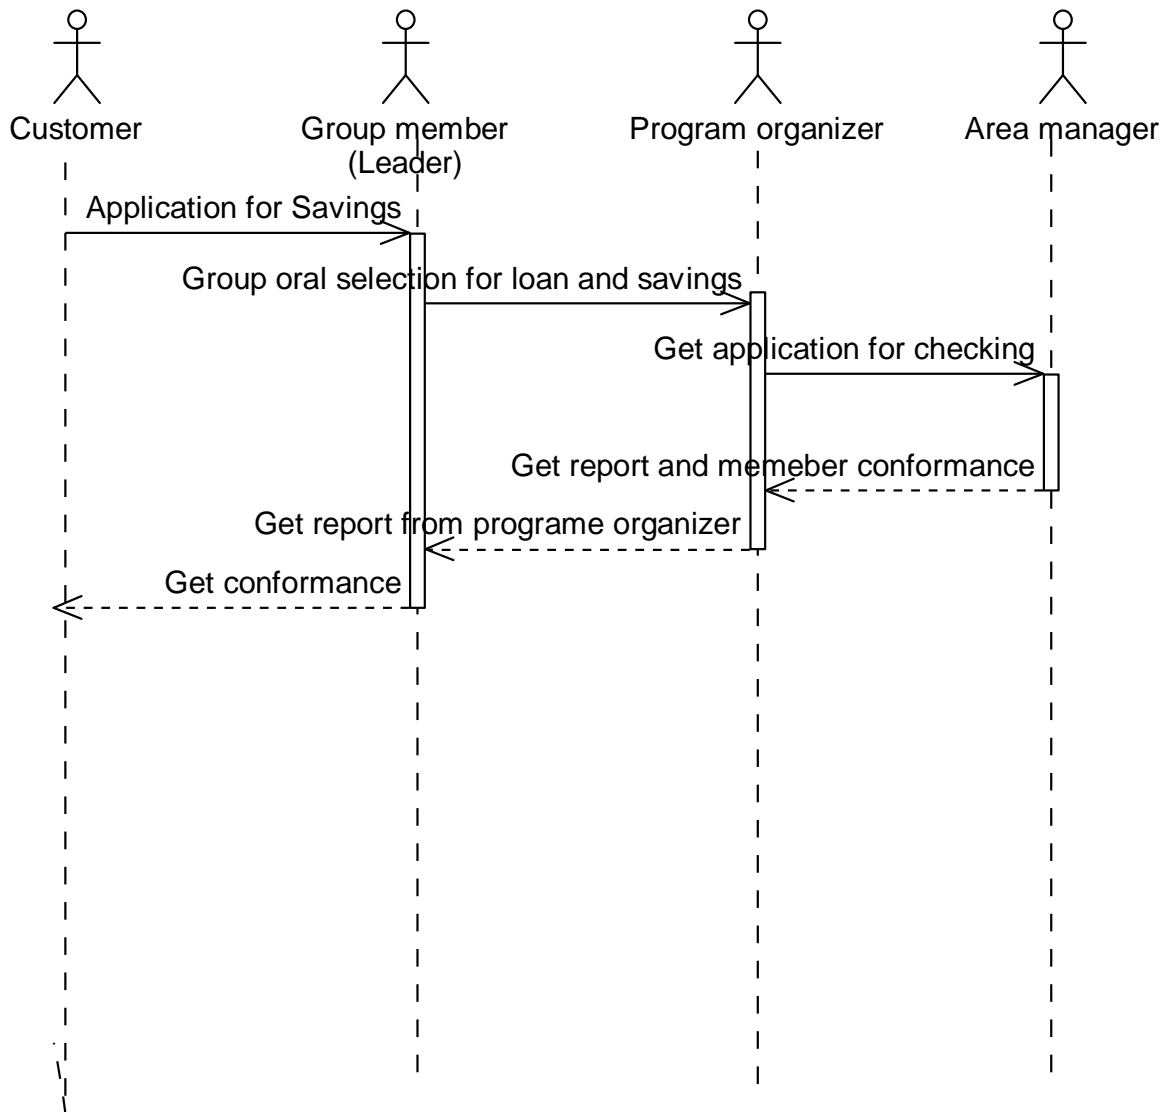 Customer
Group member
(Leader)
Program organizer
Area manager
Application for Savings
Group oral selection for loan and savings
Get application for checking
Get report and memeber conformance
Get report from programe organizer
Get conformance